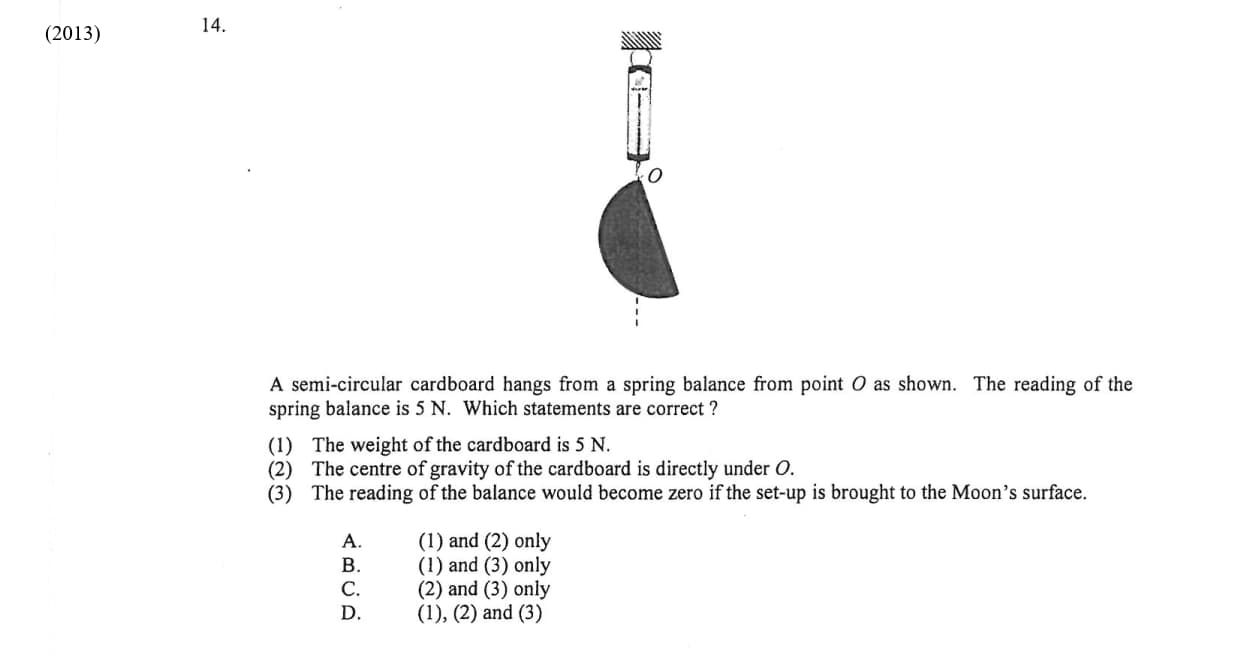 (2013)
14.
O
A semi-circular cardboard hangs from a spring balance from point O as shown. The reading of the
spring balance is 5 N. Which statements are correct ?
(1) The weight of the cardboard is 5 N.
(2) The centre of gravity of the cardboard is directly under O.
(3) The reading of the balance would become zero if the set-up is brought to the Moon's surface.
A. (1) and (2) only
B. (1) and (3) only
C. (2) and (3) only
D. (1), (2) and (3)